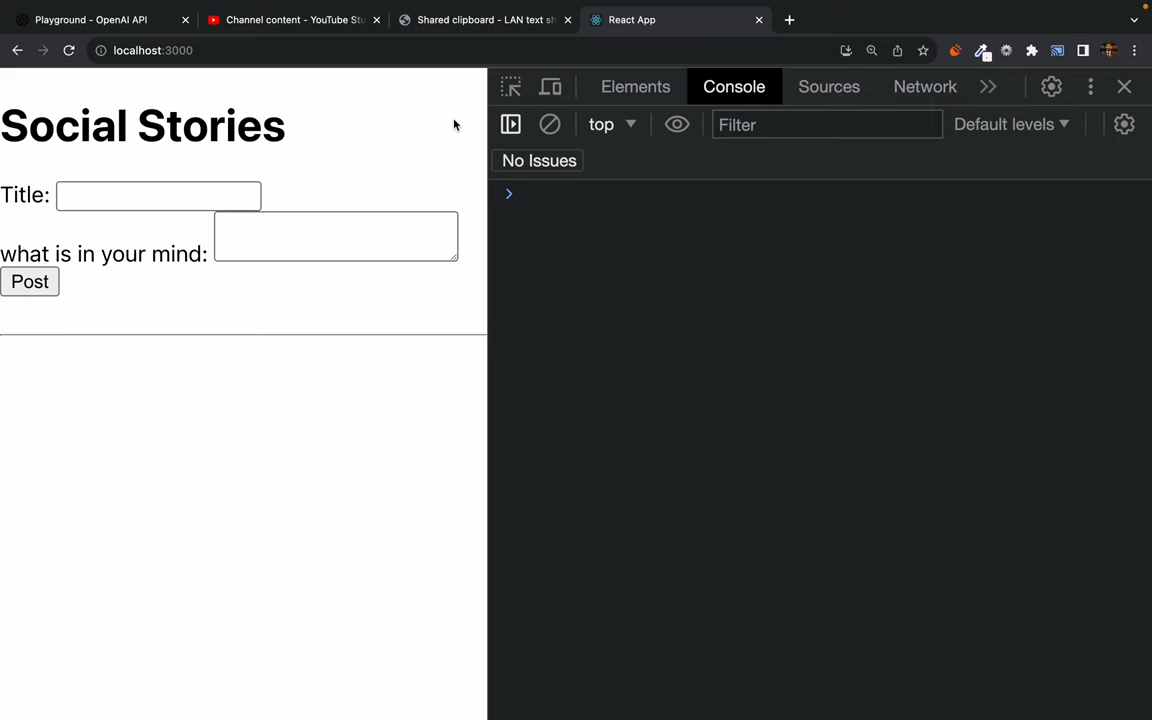 Playground - OpenAI API
Channel content - YouTube Stu
Shared clipboard - LAN text sh
React App
localhost:3000
Social Stories
Title:
what is in your mind:
Post
Elements
Console
Sources
Network
top
Filter
Default levels
No Issues